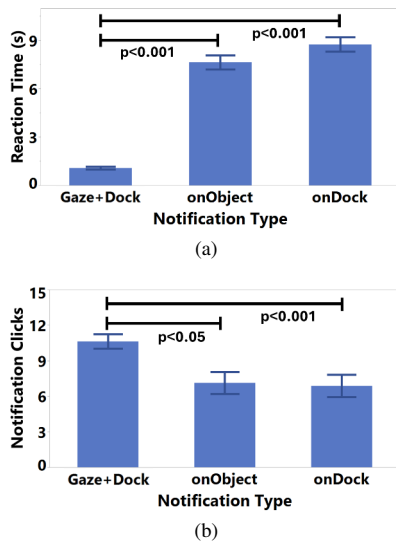 p<0.001
9
p<0.001
6
3
0
Reaction Time (s)
Gaze+Dock onObject onDock
Notification Type
(a)
15
12
p<0.001
p<0.05
9
6
3
0
Notification Clicks
Gaze+Dock onObject onDock
Notification Type
(b)